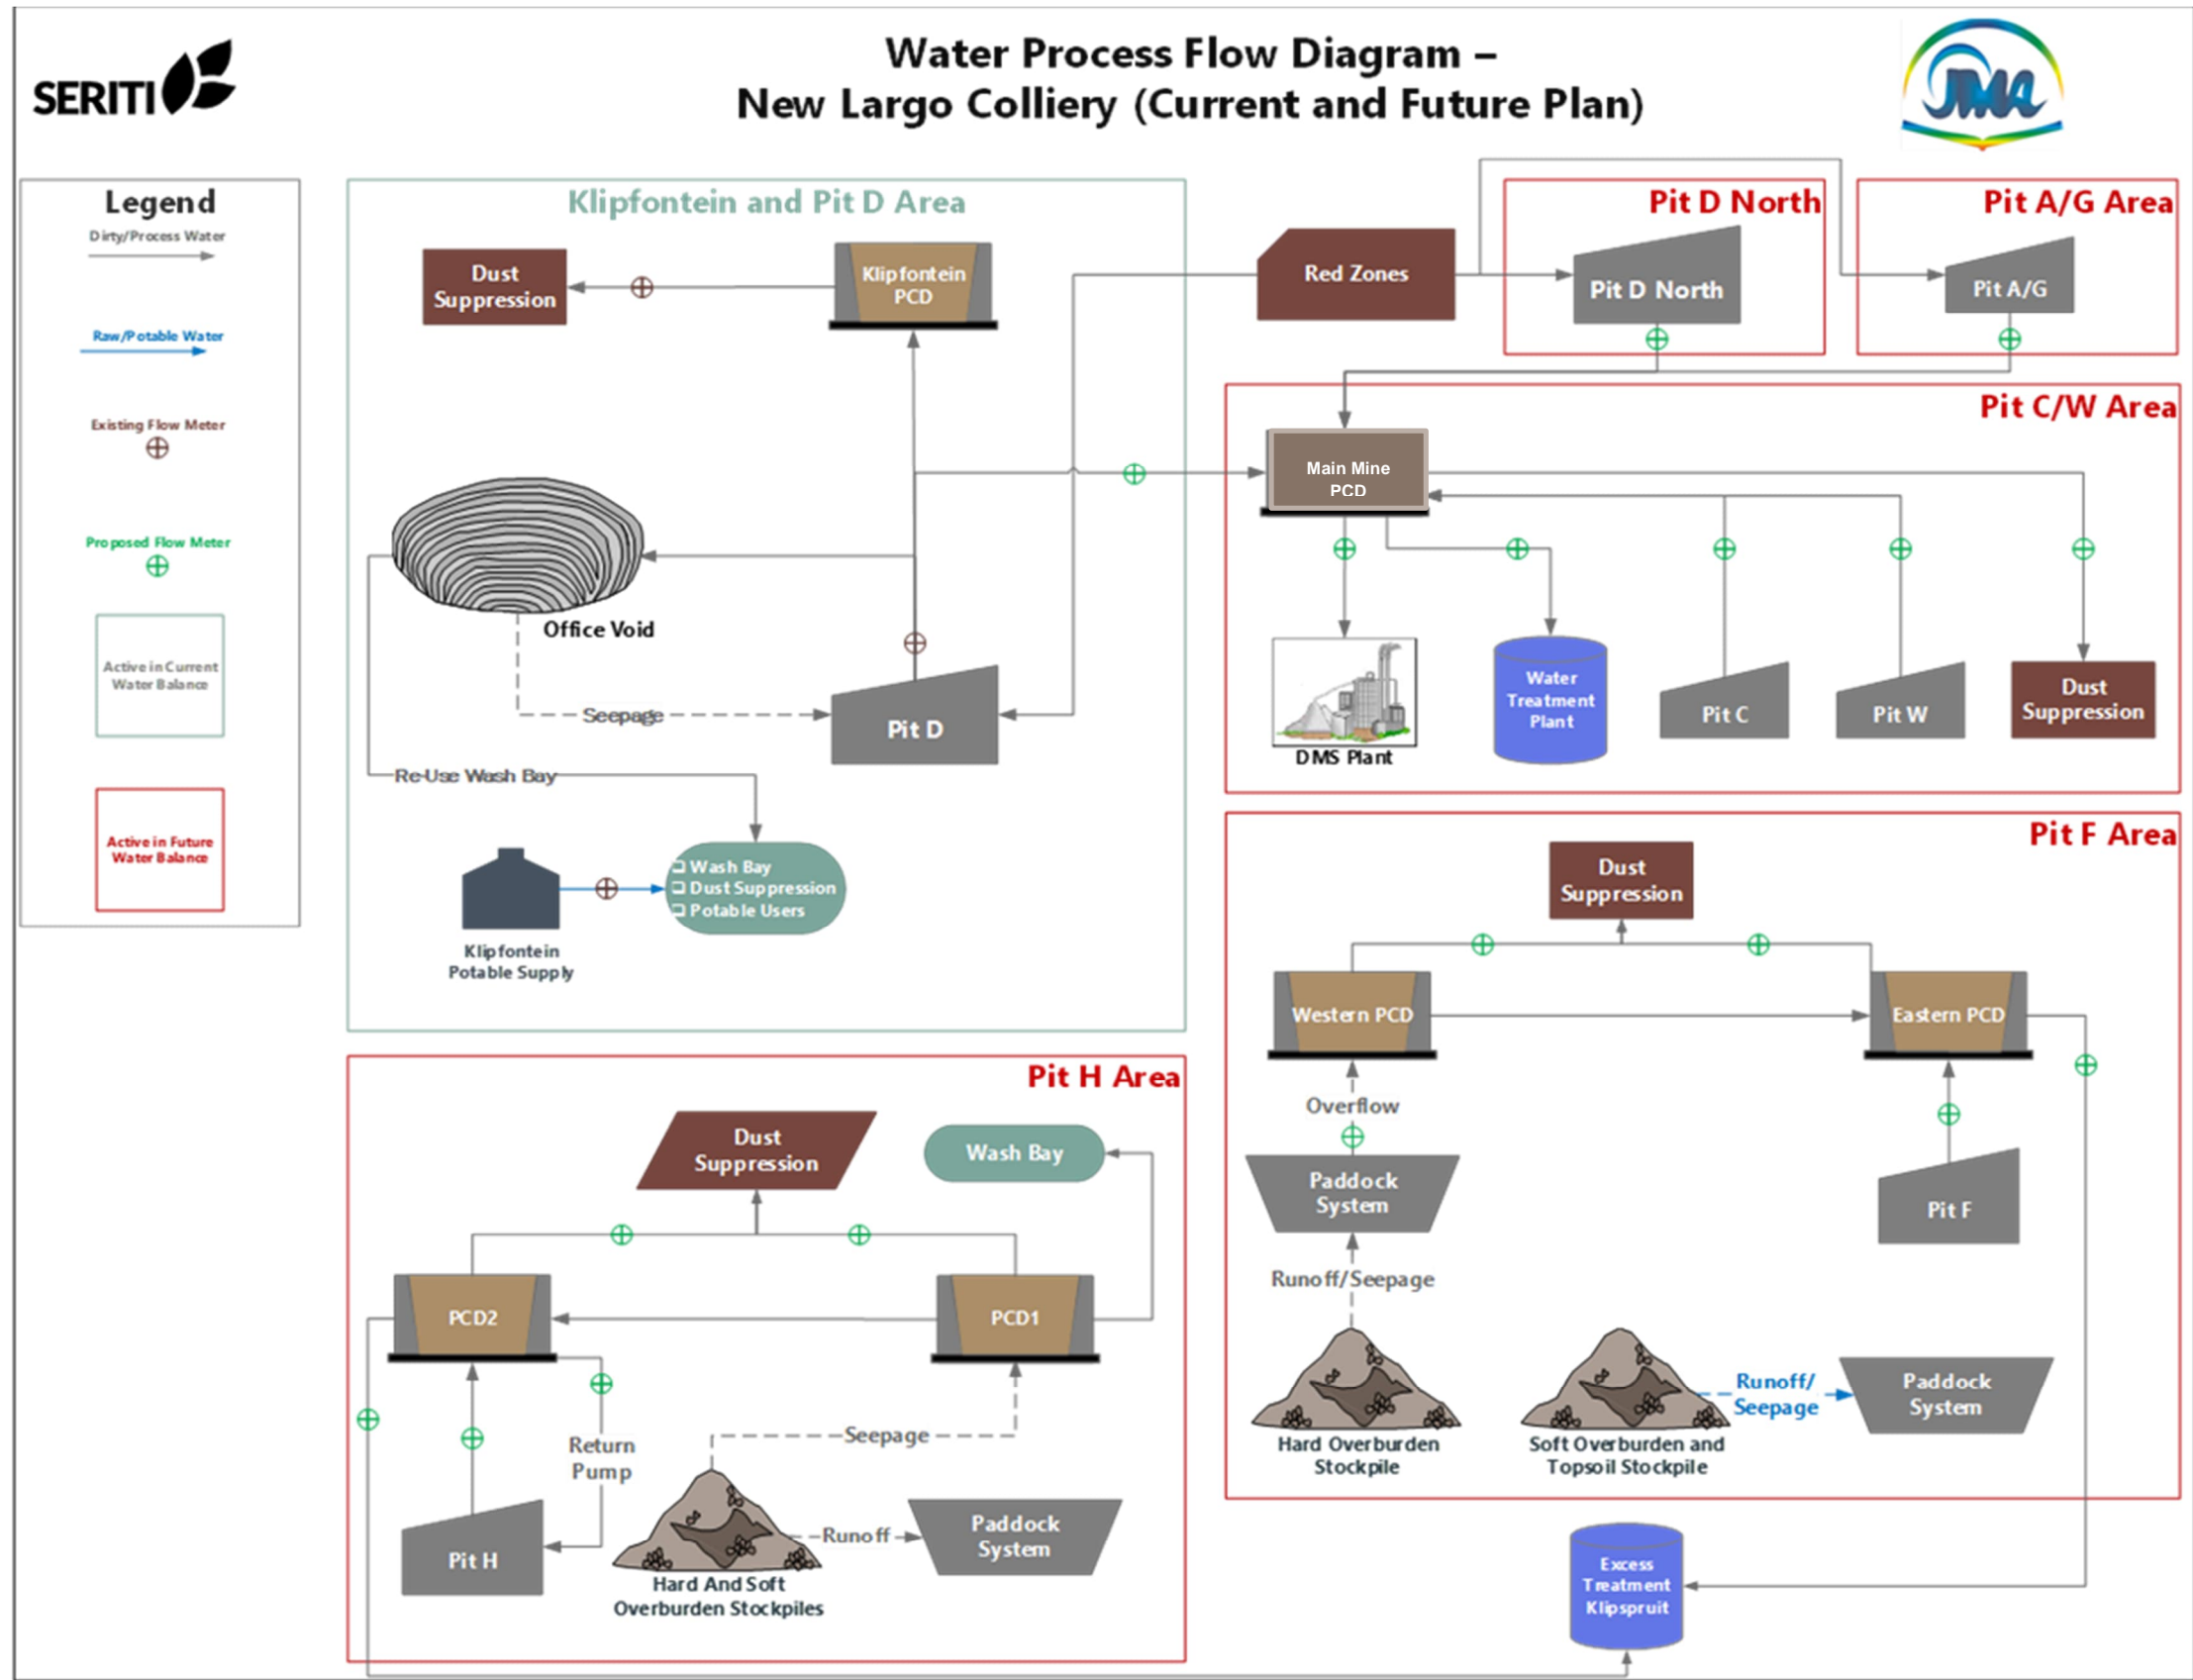 SERITI
Water Process Flow Diagram –
New Largo Colliery (Current and Future Plan)
JMA
Legend
Dirty/Process Water
Raw/Potable Water
Existing Flow Meter
Proposed Flow Meter
Active in Current
Water Balance
Active in Future
Water Balance
Klipfontein and Pit D Area
Dust
Suppression
Klipfontein
PCD
Office Void
Seepage
Pit D
Re-Use Wash Bay
Wash Bay
Dust Suppression
Potable Users
Klipfontein
Potable Supply
Red Zones
Pit D North
Pit D North
Pit A/G Area
Pit A/G
Pit C/W Area
Main Mine
PCD
DMS Plant
Water
Treatment
Plant
Pit C
Pit W
Dust
Suppression
Pit F Area
Dust
Suppression
Western PCD
Eastern PCD
Overflow
Paddock
System
Pit F
Runoff/Seepage
Hard Overburden
Stockpile
Soft Overburden and
Topsoil Stockpile
Runoff/
Seepage
Paddock
System
Pit H Area
Dust
Suppression
Wash Bay
PCD2
PCD1
Return
Pump
Seepage
Pit H
Runoff
Paddock
System
Hard And Soft
Overburden Stockpiles
Excess
Treatment
Klipspruit